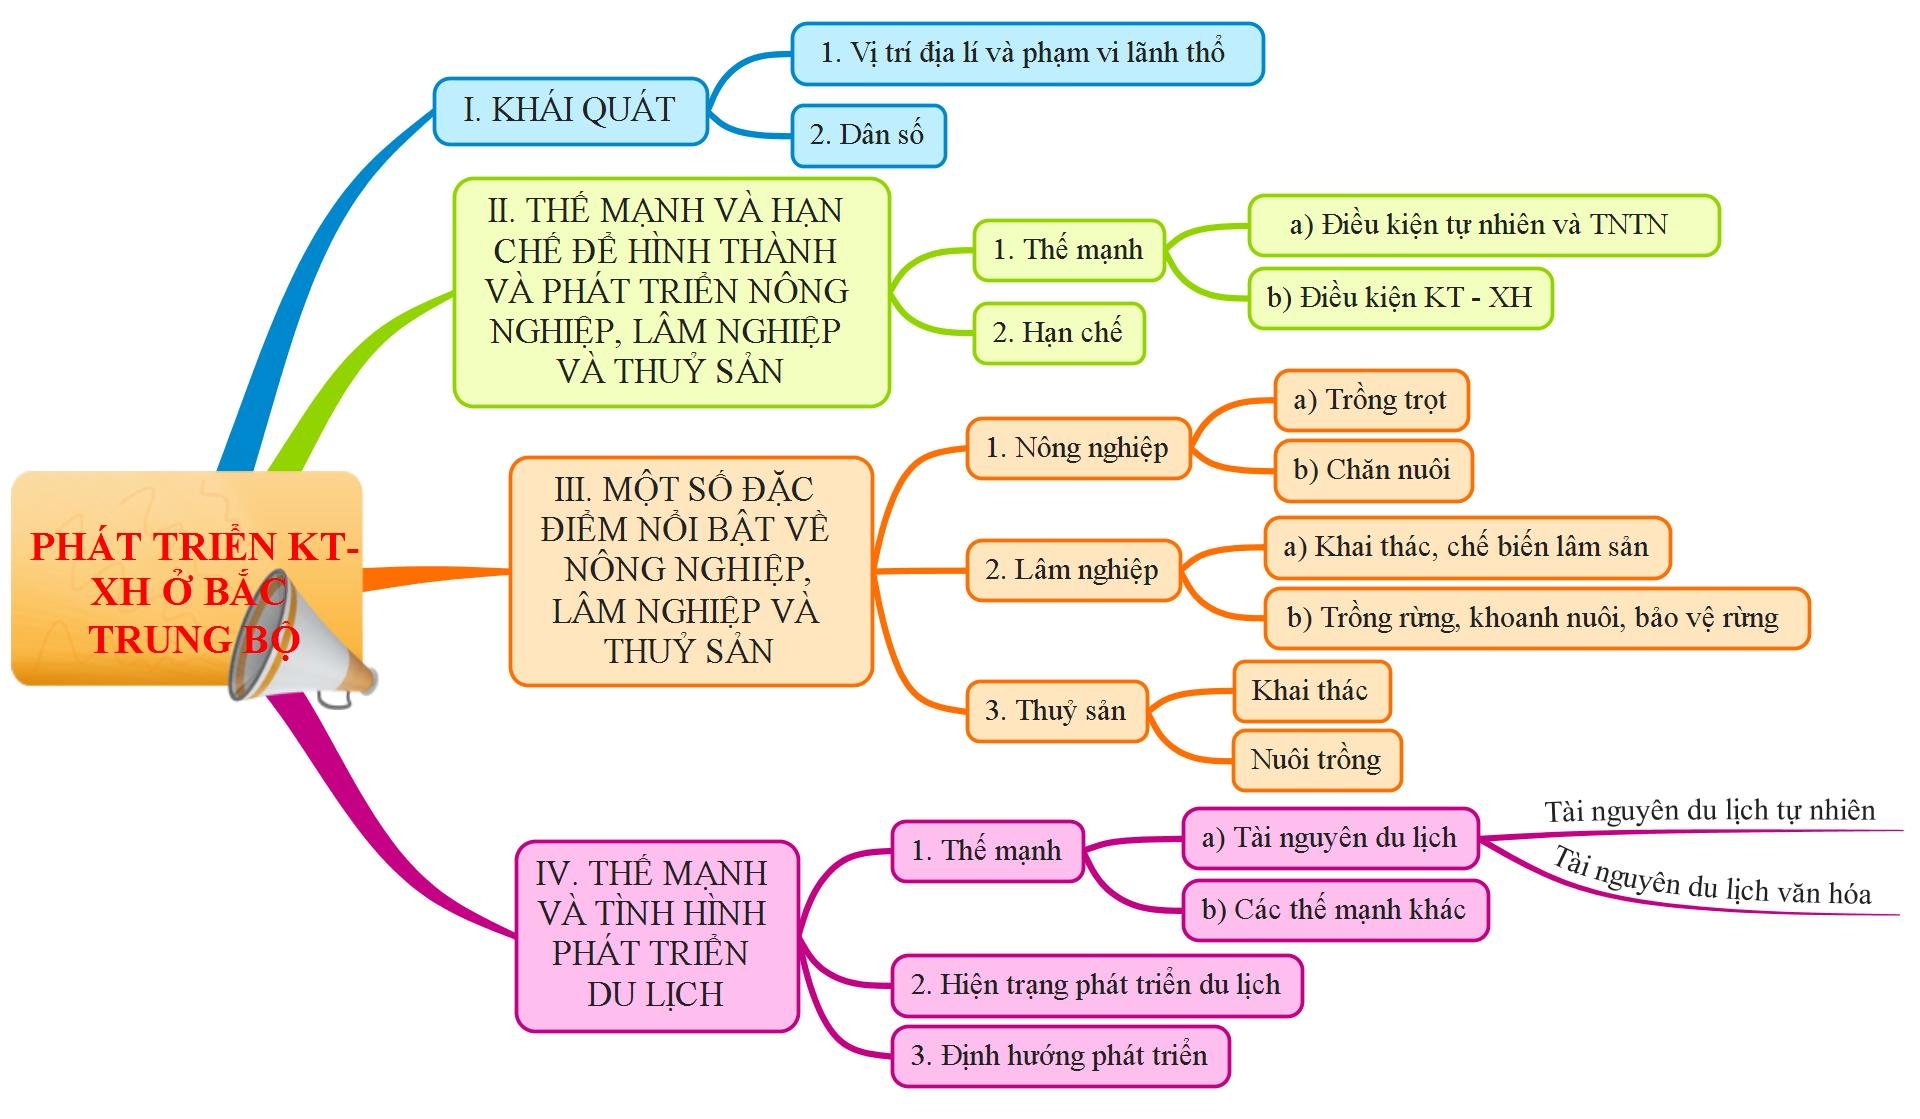 PHÁT TRIỂN KT-
XH Ở BẮC
TRUNG BỘ
I. KHÁI QUÁT
1. Vị trí địa lí và phạm vi lãnh thổ
2. Dân số
II. THẾ MẠNH VÀ HẠN
CHẾ ĐỂ HÌNH THÀNH
VÀ PHÁT TRIỂN NÔNG
NGHIỆP, LÂM NGHIỆP
VÀ THUỶ SẢN
1. Thế mạnh
a) Điều kiện tự nhiên và TNTN
b) Điều kiện KT - XH
2. Hạn chế
III. MỘT SỐ ĐẶC
ĐIỂM NỔI BẬT VỀ
NÔNG NGHIỆP,
LÂM NGHIỆP VÀ
THUỶ SẢN
1. Nông nghiệp
a) Trồng trọt
b) Chăn nuôi
2. Lâm nghiệp
a) Khai thác, chế biến lâm sản
b) Trồng rừng, khoanh nuôi, bảo vệ rừng
3. Thuỷ sản
Khai thác
Nuôi trồng
IV. THẾ MẠNH
VÀ TÌNH HÌNH
PHÁT TRIỂN
DU LỊCH
1. Thế mạnh
a) Tài nguyên du lịch
Tài nguyên du lịch tự nhiên
Tài nguyên du lịch văn hóa
b) Các thế mạnh khác
2. Hiện trạng phát triển du lịch
3. Định hướng phát triển